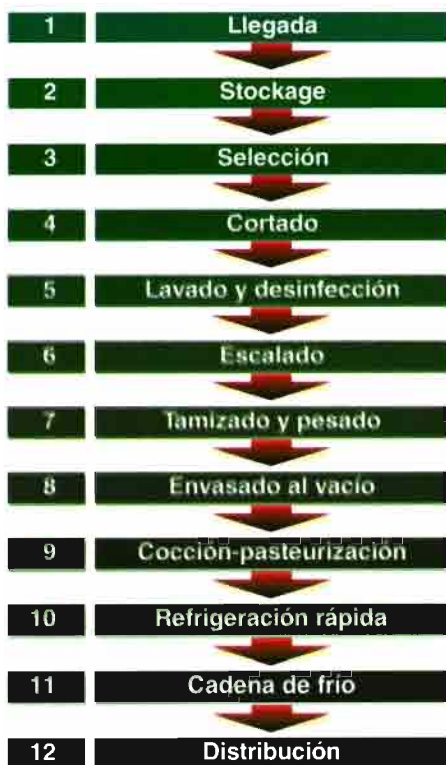 1 Llegada
2 Stockage
3 Selección
4 Cortado
5 Lavado y desinfección
6 Escalado
7 Tamizado y pesado
8 Envasado al vacío
9 Cocción-pasteurización
10 Refrigeración rápida
11 Cadena de frío
12 Distribución